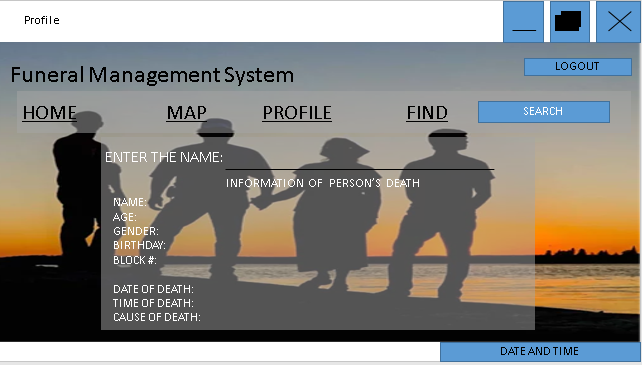 Profile
LOGOUT
Funeral Management System
HOME MAP PROFILE FIND SEARCH
ENTER THE NAME:
INFORMATION OF PERSON'S DEATH
NAME:
AGE:
GENDER:
BIRTHDAY:
BLOCK #:
DATE OF DEATH:
TIME OF DEATH:
CAUSE OF DEATH:
DATE AND TIME